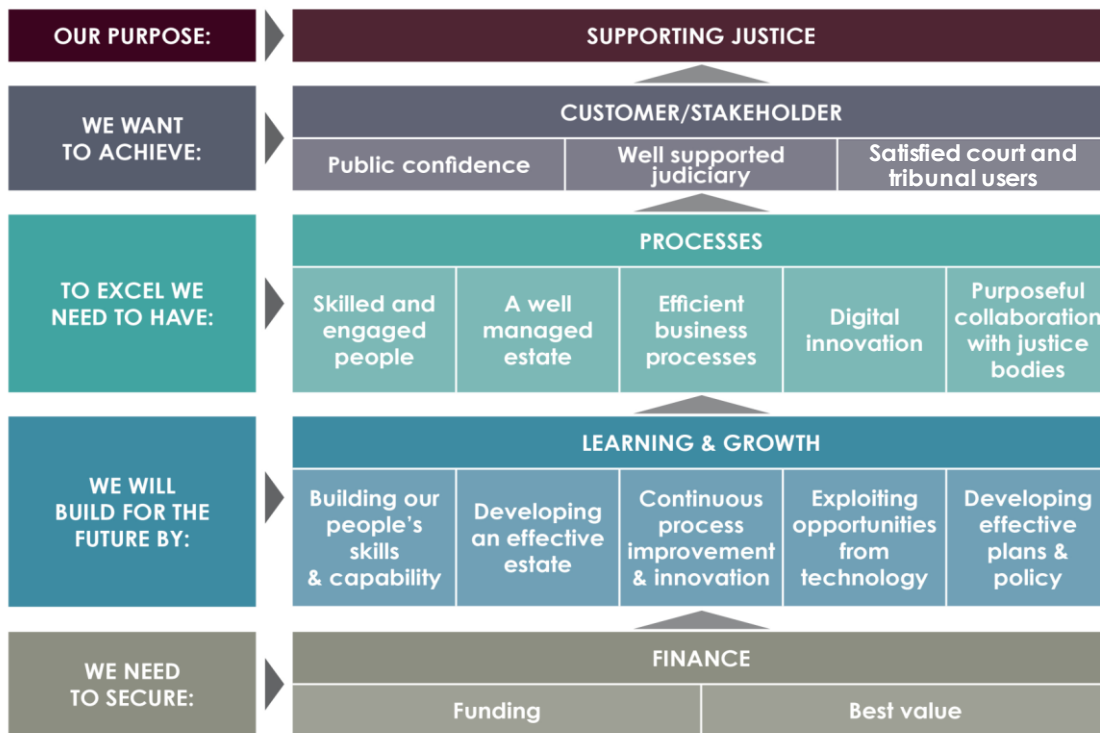 OUR PURPOSE:
SUPPORTING JUSTICE
WE WANT
TO ACHIEVE:
CUSTOMER/STAKEHOLDER
Public confidence
Well supported
judiciary
Satisfied court and
tribunal users
TO EXCEL WE
NEED TO HAVE:
PROCESSES
Skilled and
engaged
people
A well
managed
estate
Efficient
business
processes
Digital
innovation
Purposeful
collaboration
with justice
bodies
WE WILL
BUILD FOR THE
FUTURE BY:
LEARNING & GROWTH
Building our
people's
skills
& capability
Developing
an effective
estate
Continuous
process
improvement
& innovation
Exploiting
opportunities
from
technology
Developing
effective
plans &
policy
WE NEED
TO SECURE:
FINANCE
Funding
Best value